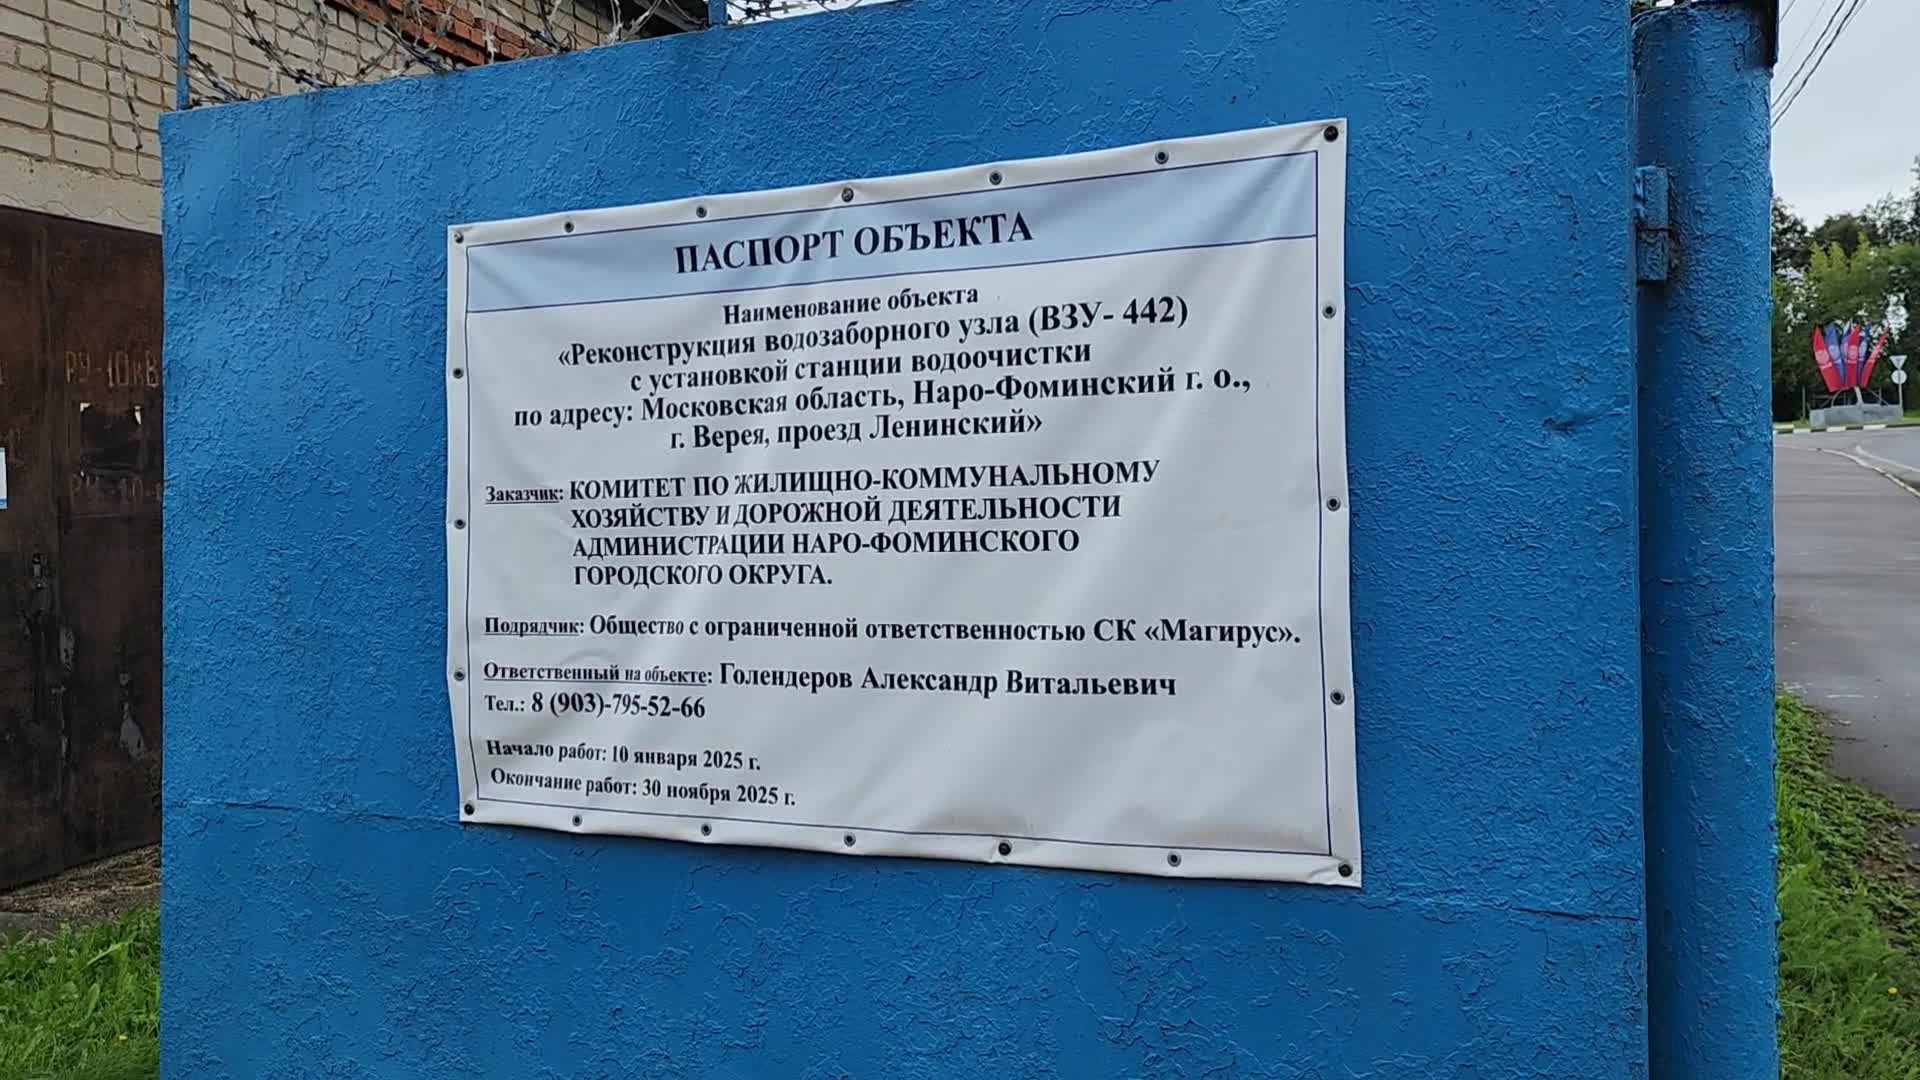 ПАСПОРТ ОБЪЕКТА
Наименование объекта
«Реконструкция водозаборного узла (ВЗУ- 442)
с установкой станции водоочистки
по адресу: Московская область, Наро-Фоминский г. о.,
г. Верея, проезд Ленинский»
Заказчик: КОМИТЕТ ПО ЖИЛИЩНО-КОММУНАЛЬНОМУ
ХОЗЯЙСТВУ И ДОРОЖНОЙ ДЕЯТЕЛЬНОСТИ
АДМИНИСТРАЦИИ НАРО-ФОМИНСКОГО
ГОРОДСКОГО ОКРУГА.
Подрядчик: Общество с ограниченной ответственностью СК «Магирус».
Ответственный на объекте: Голендеров Александр Витальевич
Тел.: 8 (903)-795-52-66
Начало работ: 10 января 2025 г.
Окончание работ: 30 ноября 2025 г.
РУ-10кВ